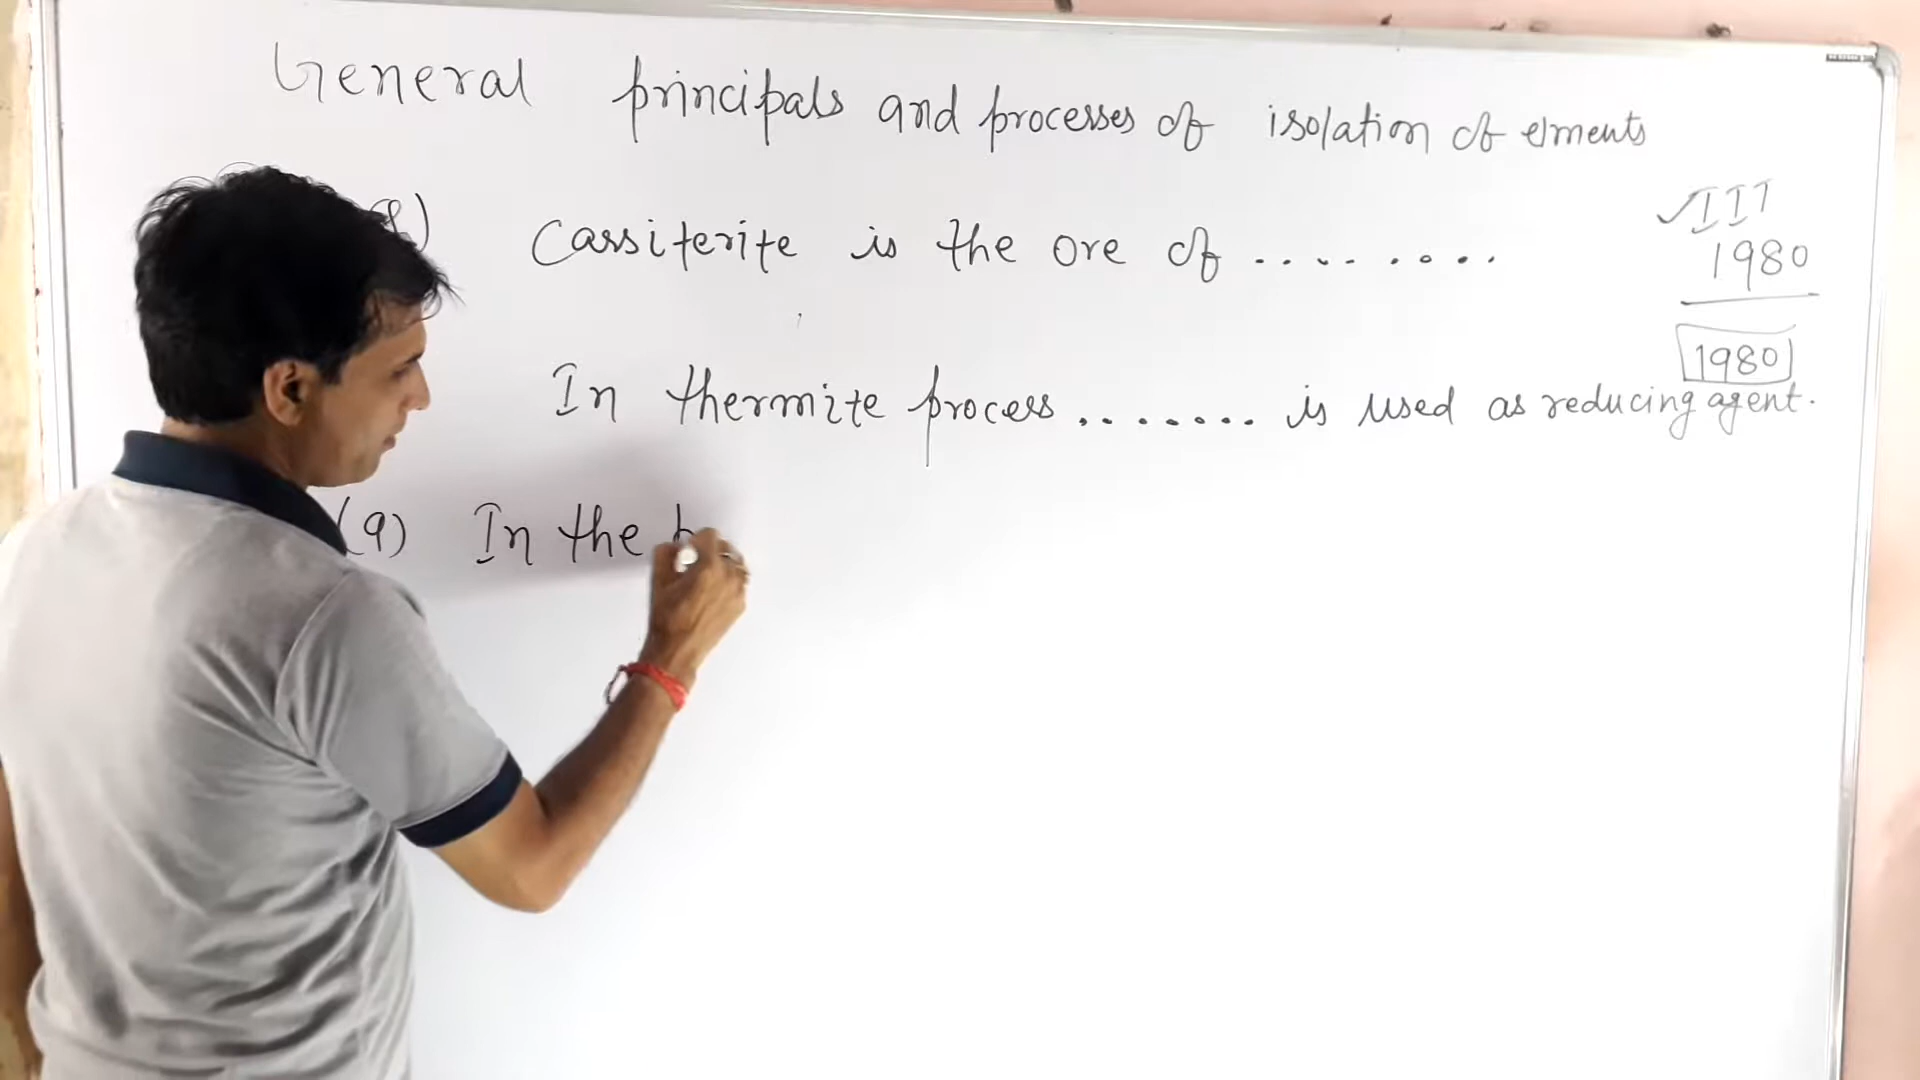 General principals and processes of isolation of elments
Cassiterite is the ore of .........
IIT
1980
1980
In thermite process ....... is used as reducing agent.
(9) In the